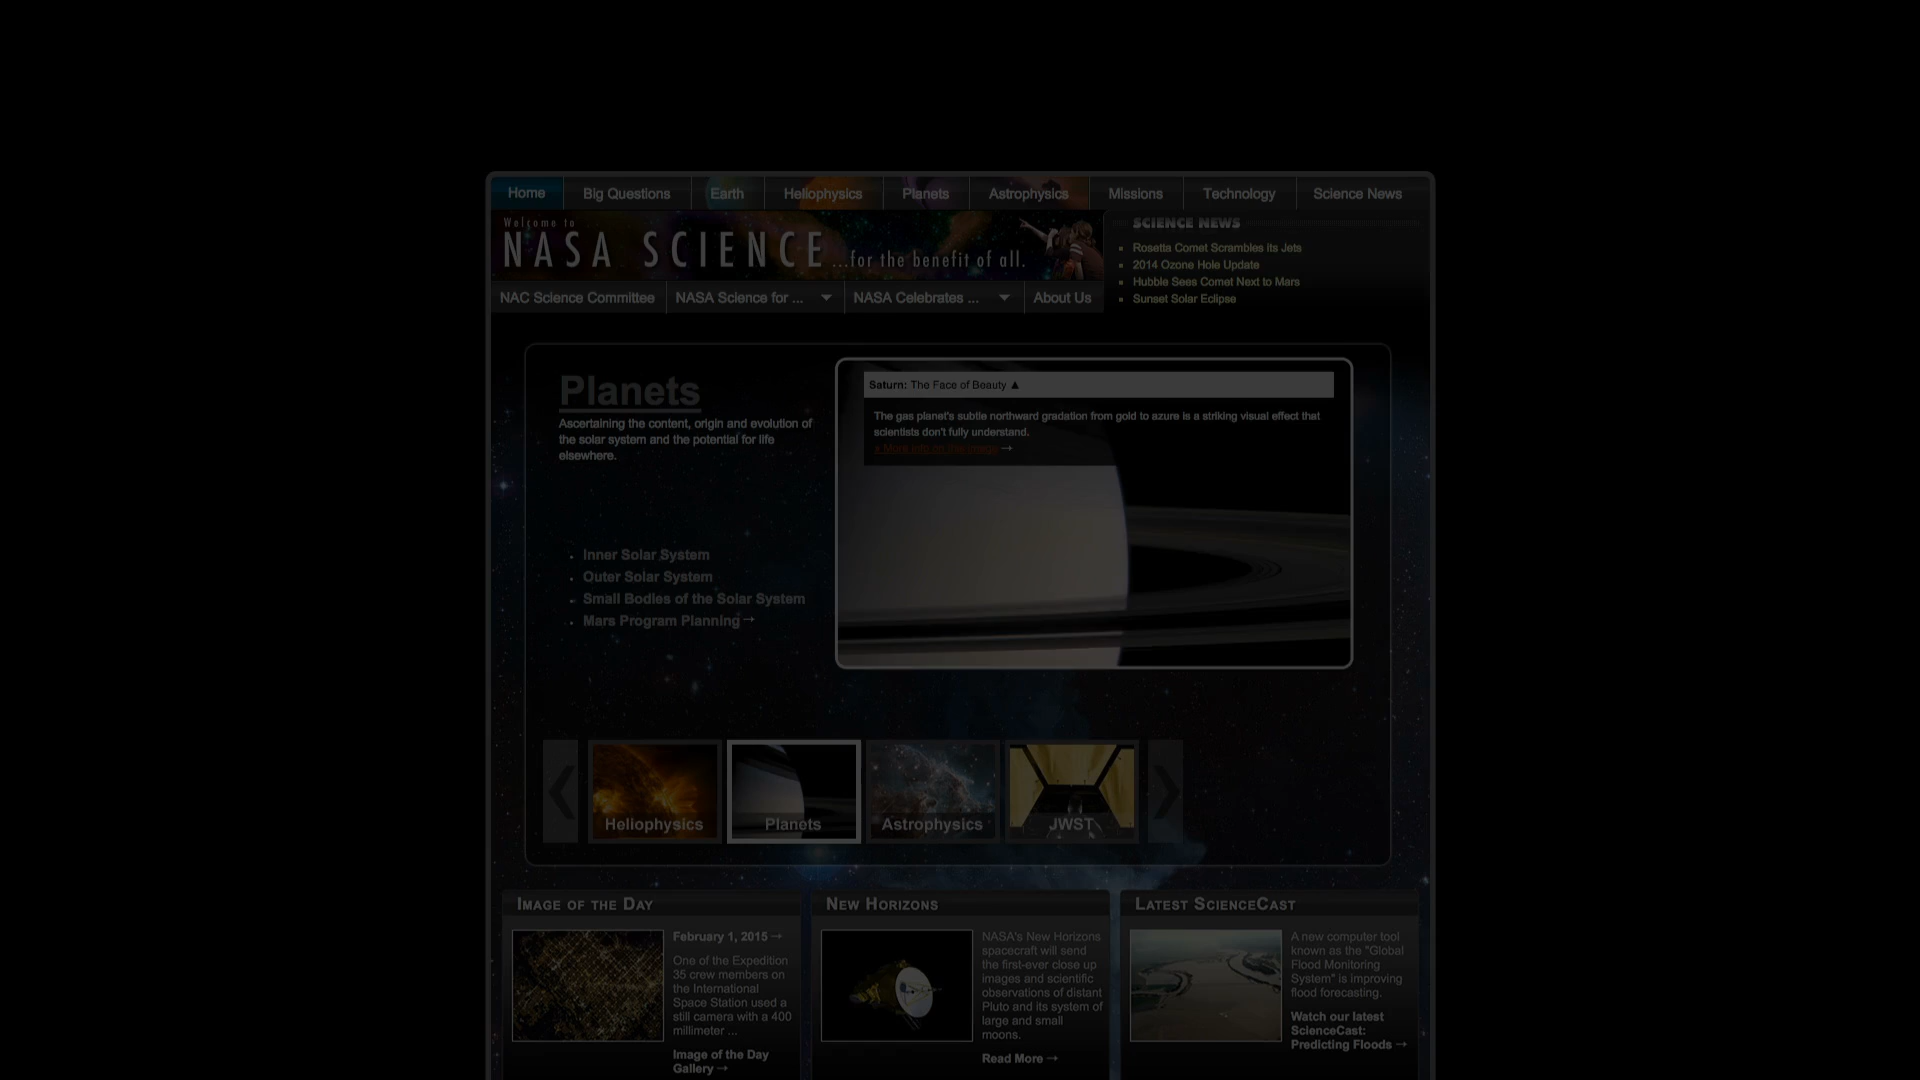 Home Big Questions Earth Heliophysics Planets Astrophysics Missions Technology Science News
Welcome to
NASA SCIENCE ...for the benefit of all.
SCIENCE NEWS
Rosetta Comet Scrambles its Jets
2014 Ozone Hole Update
Hubble Sees Comet Next to Mars
Sunset Solar Eclipse
NAC Science Committee NASA Science for ... NASA Celebrates ... About Us
Planets
Ascertaining the content, origin and evolution of
the solar system and the potential for life
elsewhere.
Inner Solar System
Outer Solar System
Small Bodies of the Solar System
Mars Program Planning →
Saturn: The Face of Beauty ▲
The gas planet's subtle northward gradation from gold to azure is a striking visual effect that
scientists don't fully understand.
» More info on this image →
Heliophysics Planets Astrophysics JWST
Image of the Day
February 1, 2015 →
One of the Expedition
35 crew members on
the International
Space Station used a
still camera with a 400
millimeter ...
Image of the Day
Gallery →
New Horizons
NASA's New Horizons
spacecraft will send
the first-ever close up
images and scientific
observations of distant
Pluto and its system of
large and small
moons.
Read More →
Latest ScienceCast
A new computer tool
known as the "Global
Flood Monitoring
System" is improving
flood forecasting.
Watch our latest
ScienceCast:
Predicting Floods →